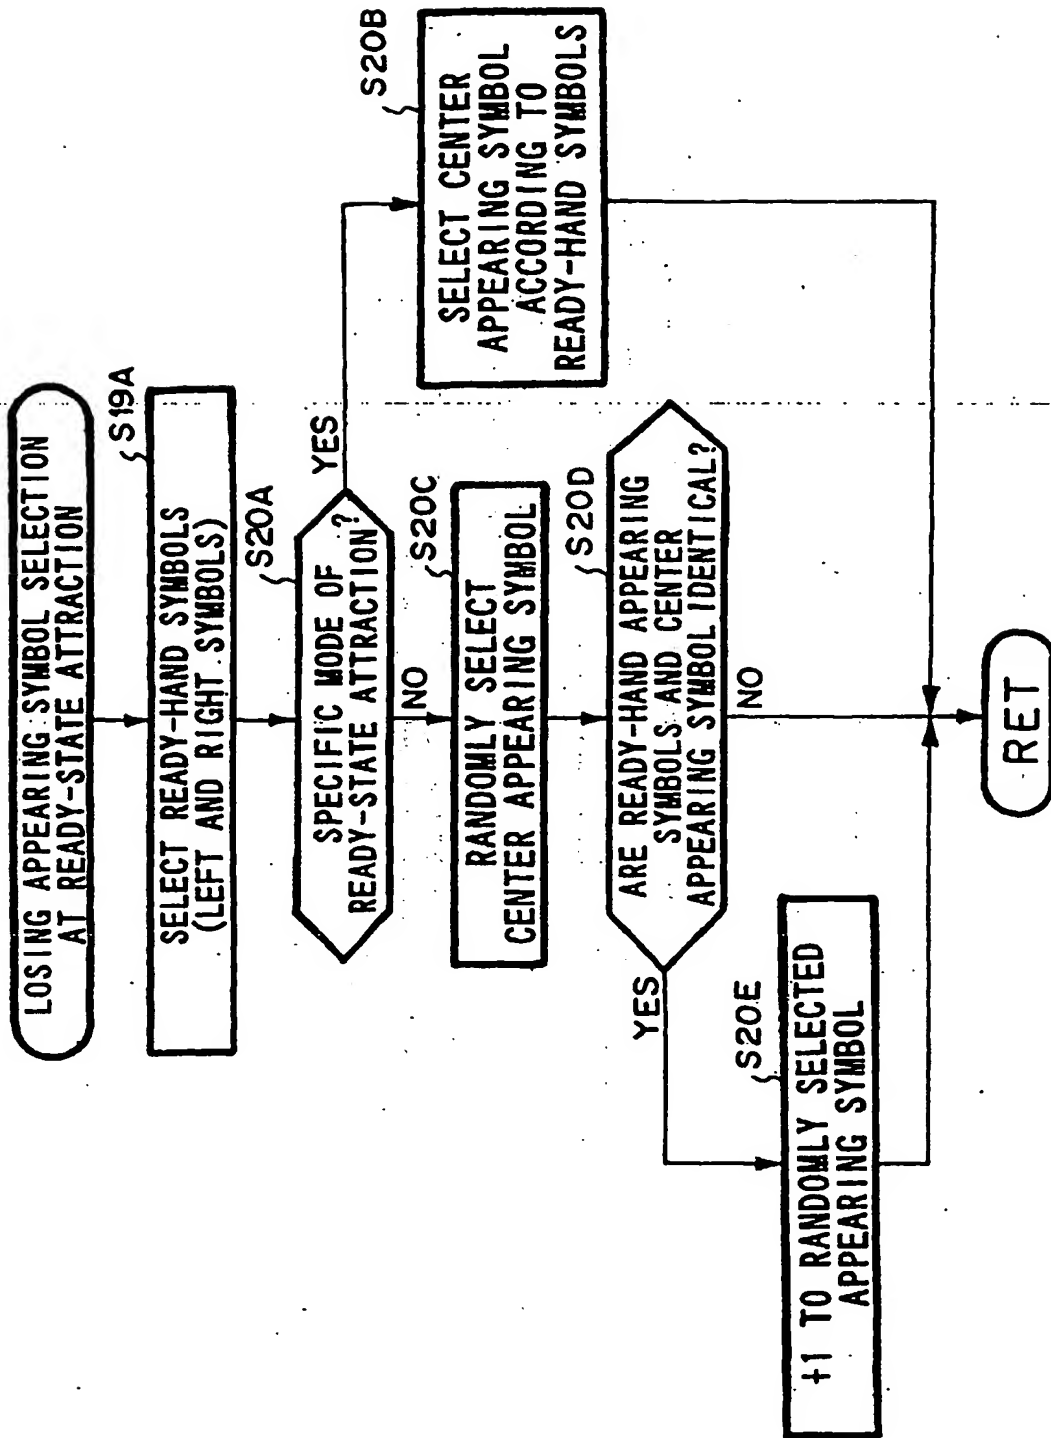 LOSING APPEARING SYMBOL SELECTION
AT READY-STATE ATTRACTION
S19A
SELECT READY-HAND SYMBOLS
(LEFT AND RIGHT SYMBOLS)
S20A
SPECIFIC MODE OF
READY-STATE ATTRACTION?
YES
NO
S20B
SELECT CENTER
APPEARING SYMBOL
ACCORDING TO
READY-HAND SYMBOLS
S20C
RANDOMLY SELECT
CENTER APPEARING SYMBOL
S20D
ARE READY-HAND APPEARING
SYMBOLS AND CENTER
APPEARING SYMBOL IDENTICAL?
YES
NO
S20E
+1 TO RANDOMLY SELECTED
APPEARING SYMBOL
RET